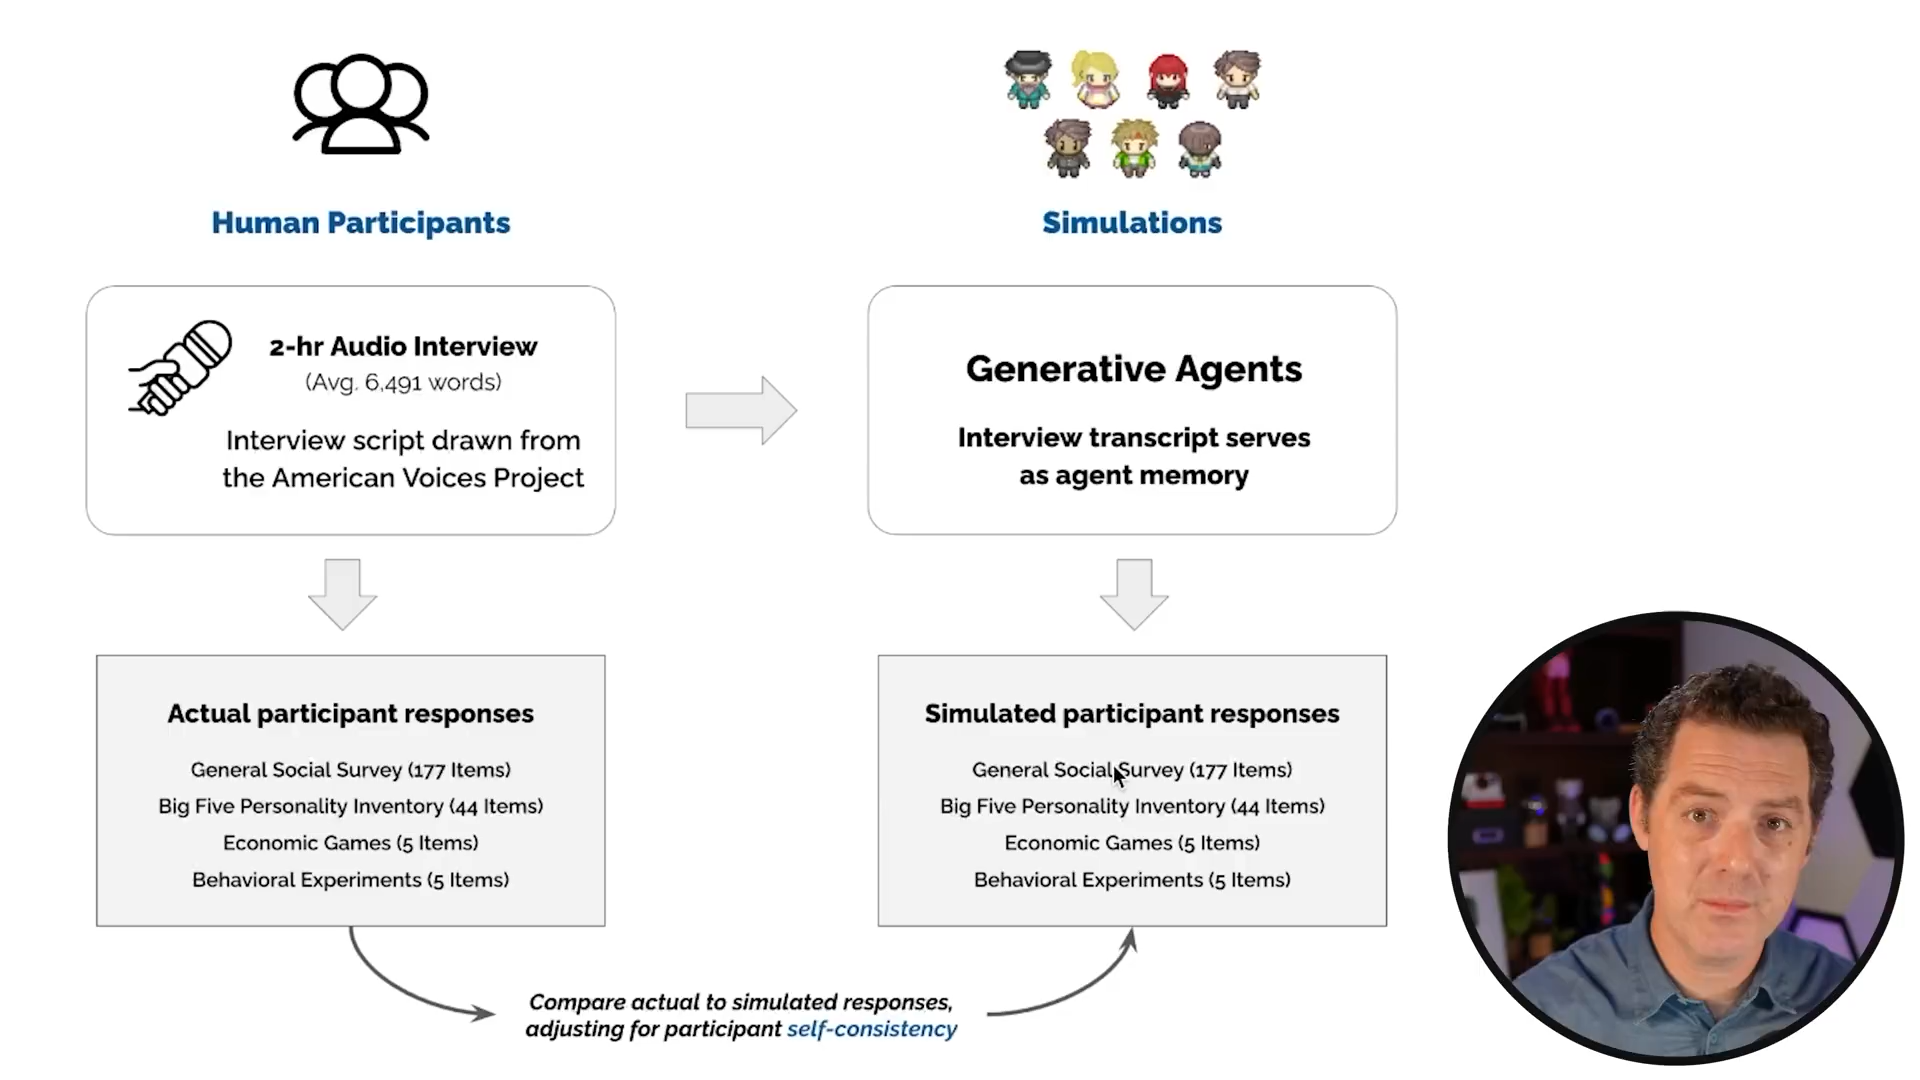 Human Participants
Simulations
2-hr Audio Interview
(Avg. 6,491 words)
Interview script drawn from
the American Voices Project
Generative Agents
Interview transcript serves
as agent memory
Actual participant responses
General Social Survey (177 Items)
Big Five Personality Inventory (44 Items)
Economic Games (5 Items)
Behavioral Experiments (5 Items)
Simulated participant responses
General Social Survey (177 Items)
Big Five Personality Inventory (44 Items)
Economic Games (5 Items)
Behavioral Experiments (5 Items)
Compare actual to simulated responses,
adjusting for participant self-consistency